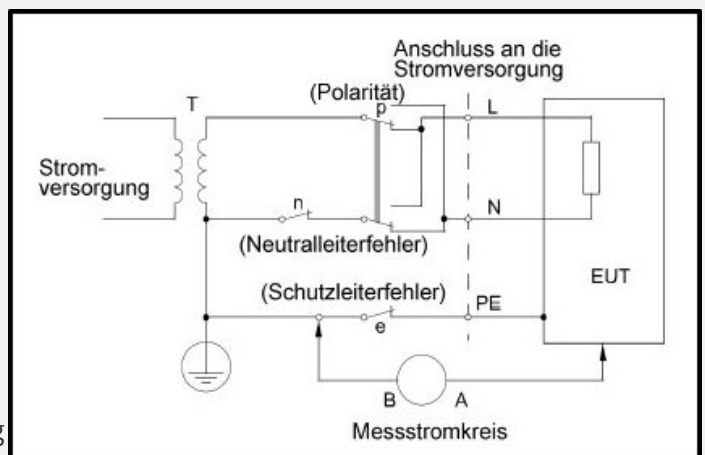 Anschluss an die
Stromversorgung
(Polarität)
T
p
L
Strom-
versorgung
n
N
(Neutralleiterfehler)
(Schutzleiterfehler)
EUT
PE
e
B
A
Messstromkreis
g